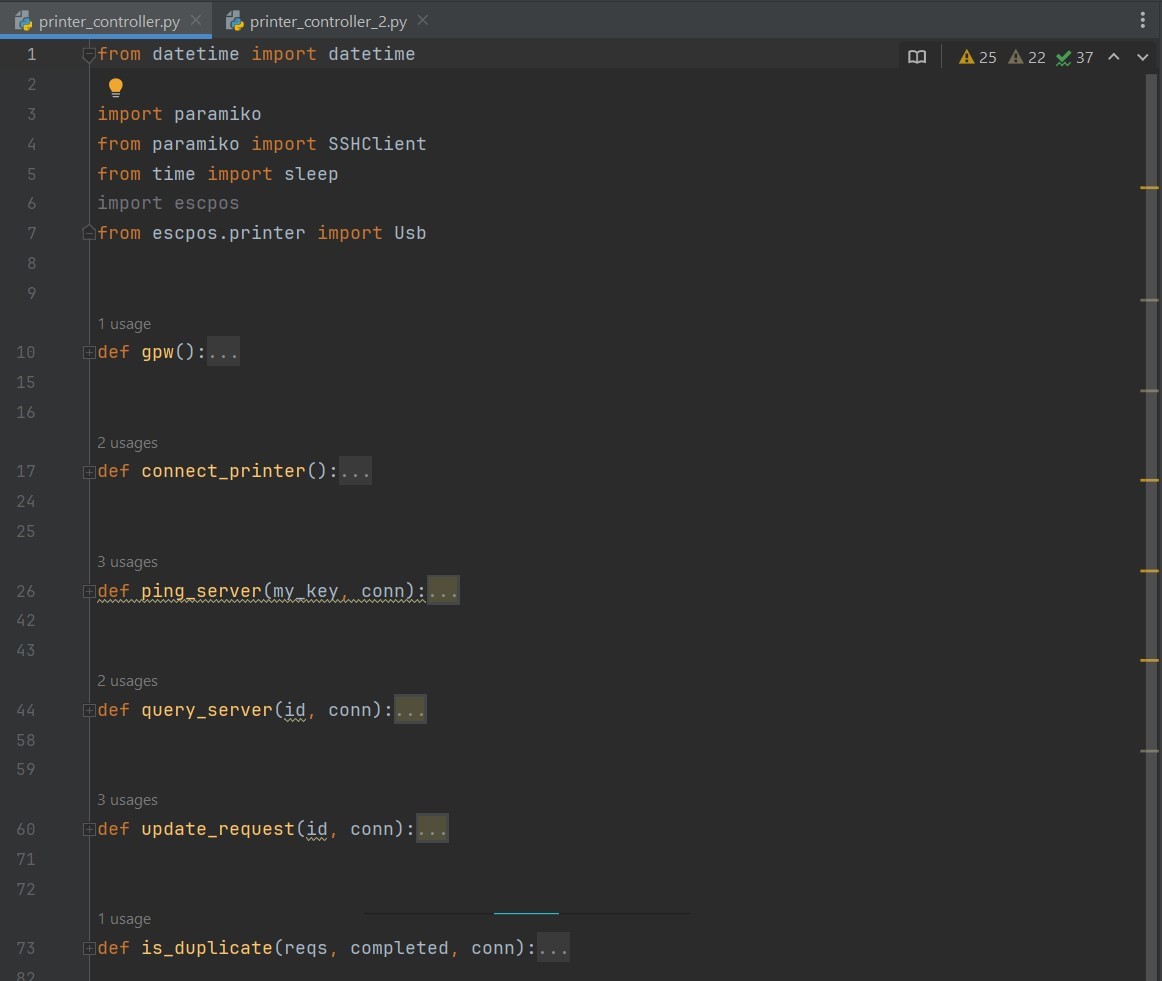 printer_controller.py printer_controller_2.py
1 from datetime import datetime 25 22 37
2
3 import paramiko
4 from paramiko import SSHClient
5 from time import sleep
6 import escpos
7 from escpos.printer import Usb
8
9
1 usage
10 def gpw():...
15
16
2 usages
17 def connect_printer():...
24
25
3 usages
26 def ping_server(my_key, conn):...
42
43
2 usages
44 def query_server(id, conn):...
58
59
3 usages
60 def update_request(id, conn):...
71
72
1 usage
73 def is_duplicate(reqs, completed, conn):...
82